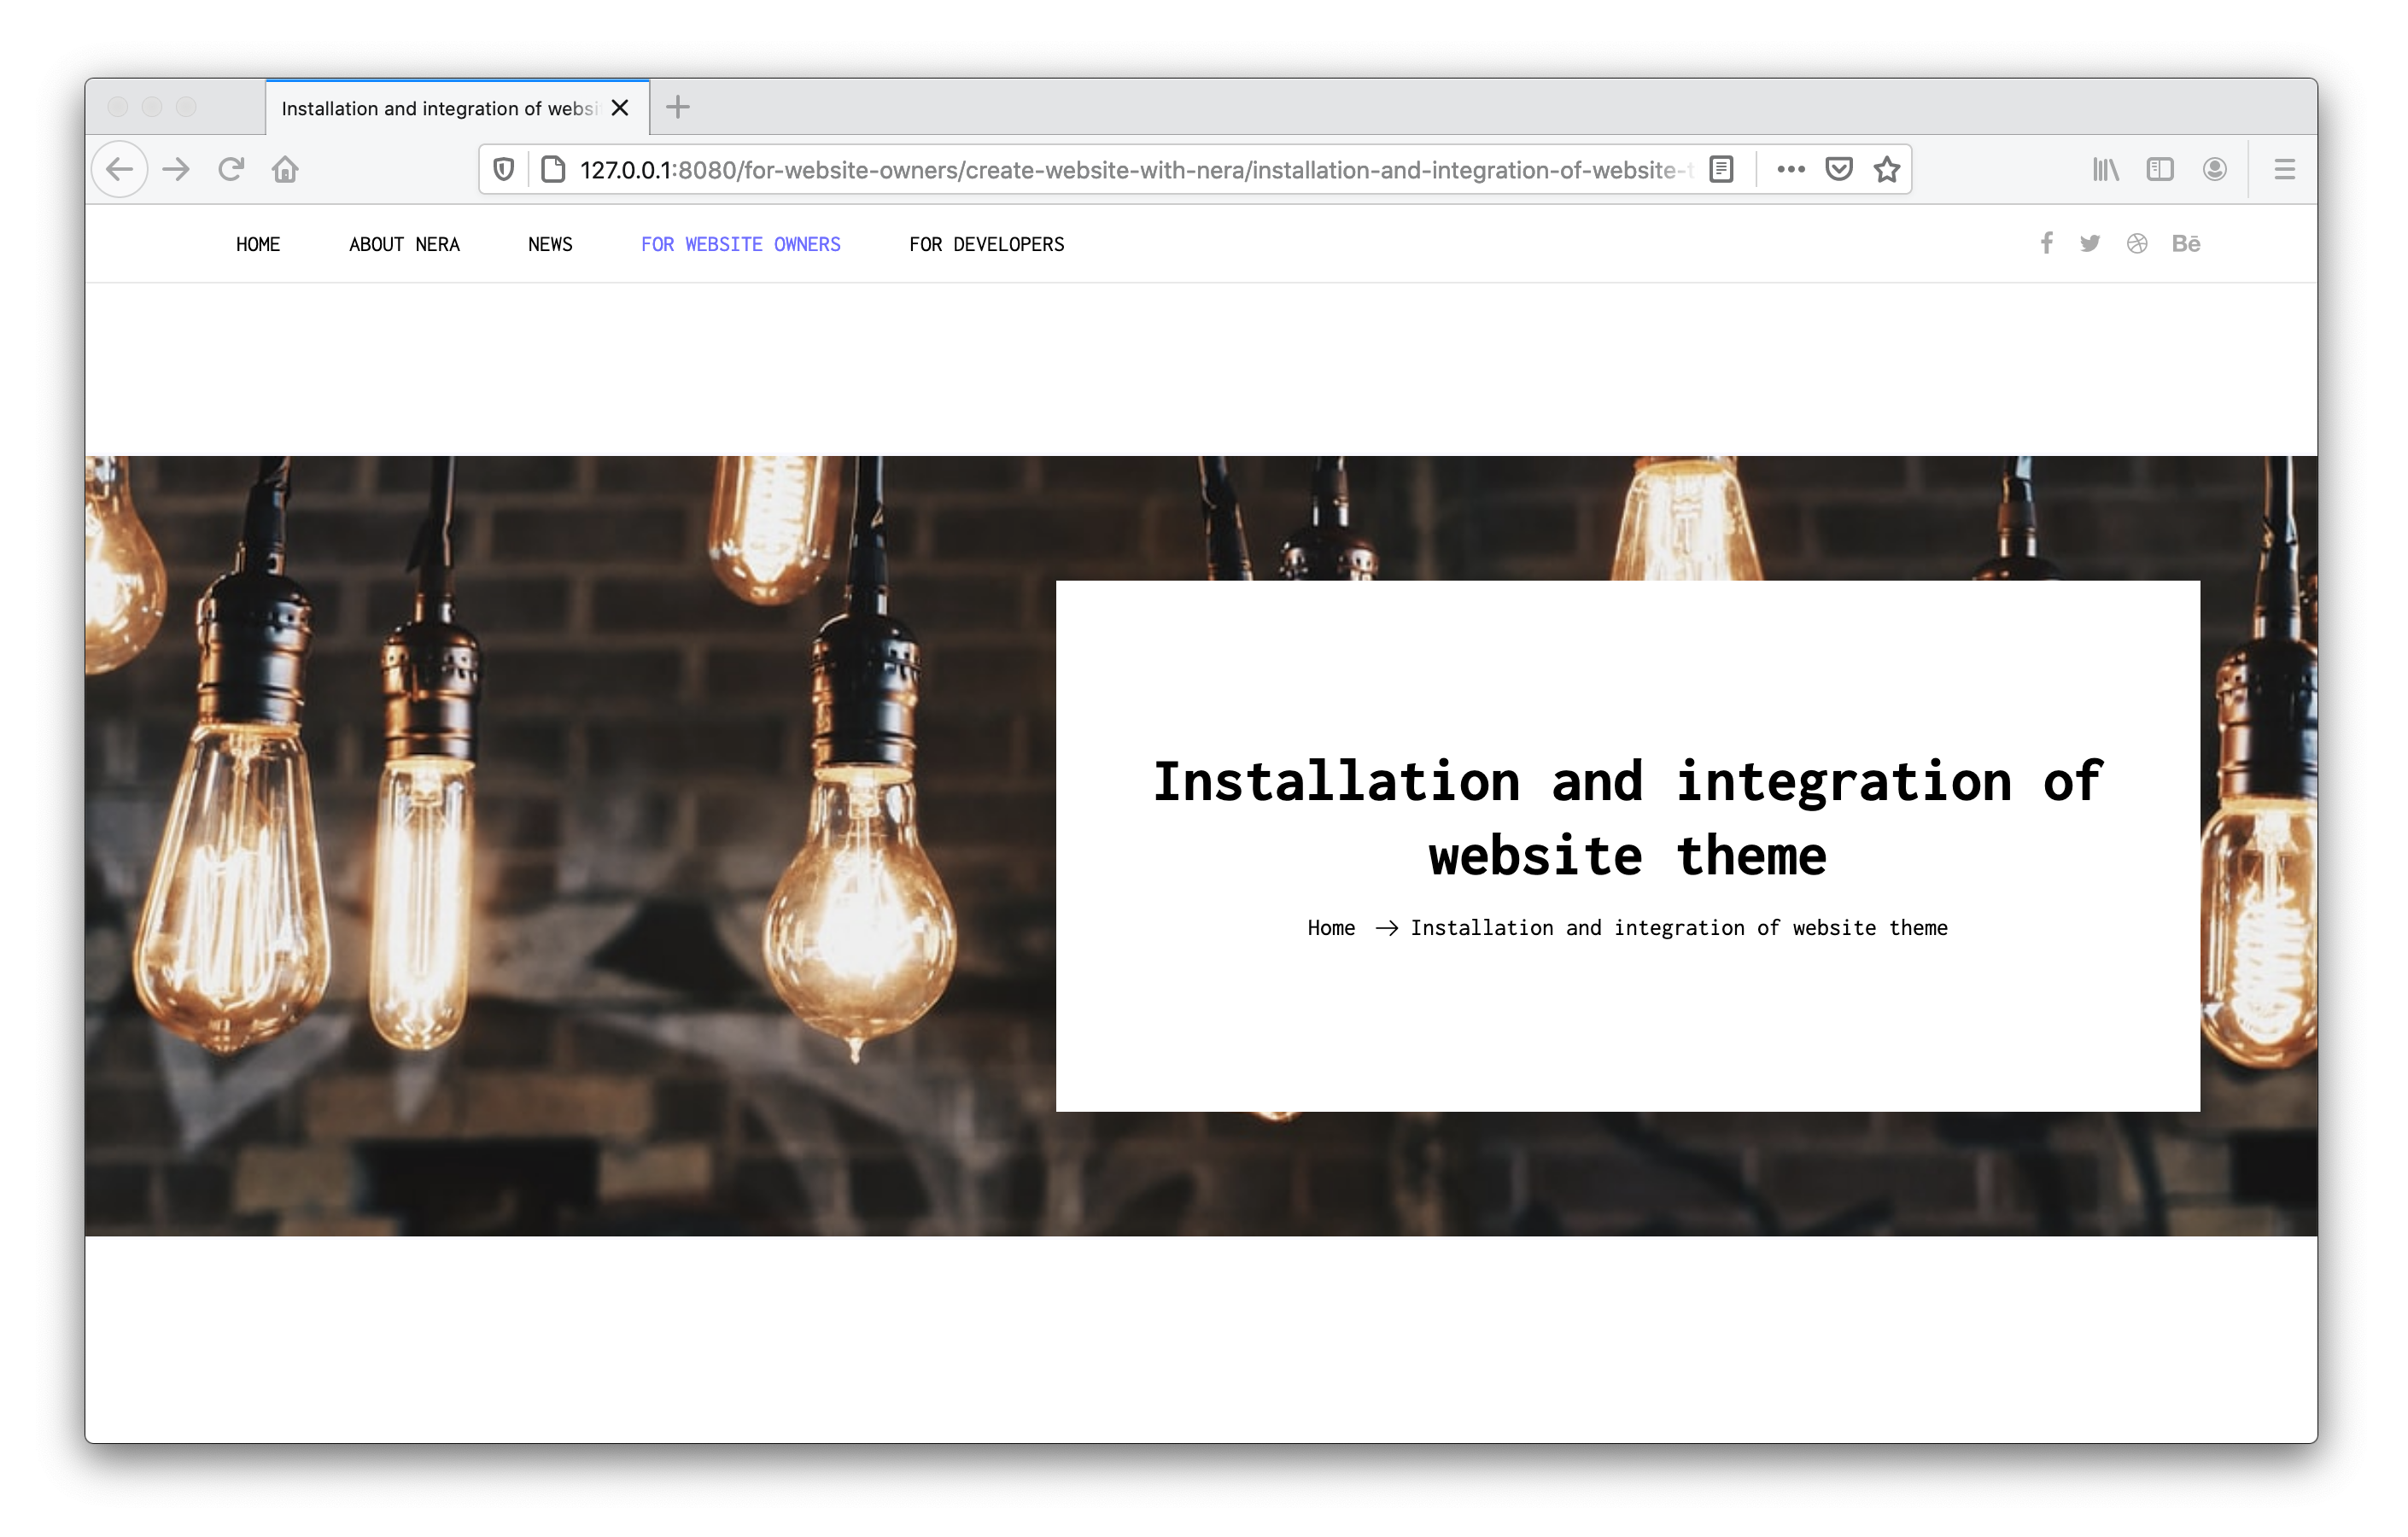 Installation and integration of websi
127.0.0.1:8080/for-website-owners/create-website-with-nera/installation-and-integration-of-website-t
HOME ABOUT NERA NEWS FOR WEBSITE OWNERS FOR DEVELOPERS Bē
Installation and integration of
website theme
Home → Installation and integration of website theme